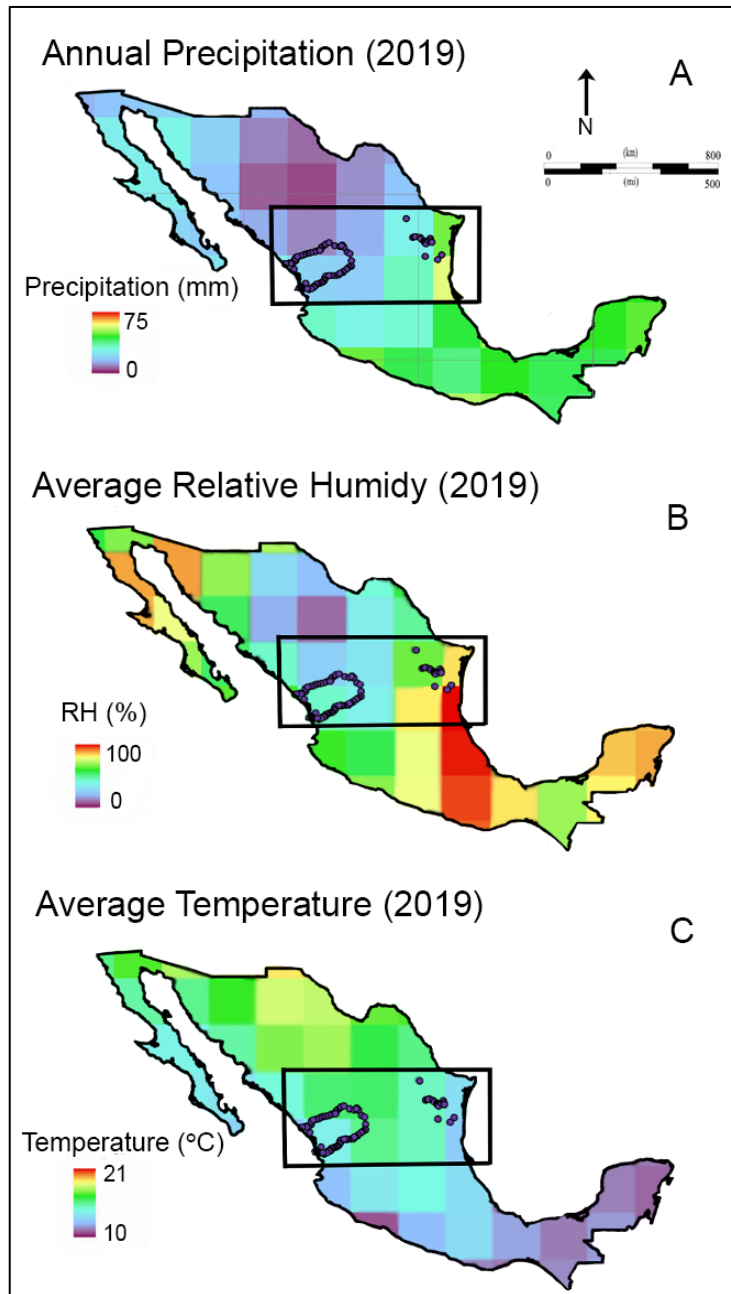 Annual Precipitation (2019)
A
N
0 (km) 800
0 (mi) 500
Precipitation (mm)
75
0
Average Relative Humidy (2019)
B
RH (%)
100
0
Average Temperature (2019)
C
Temperature (°C)
21
10